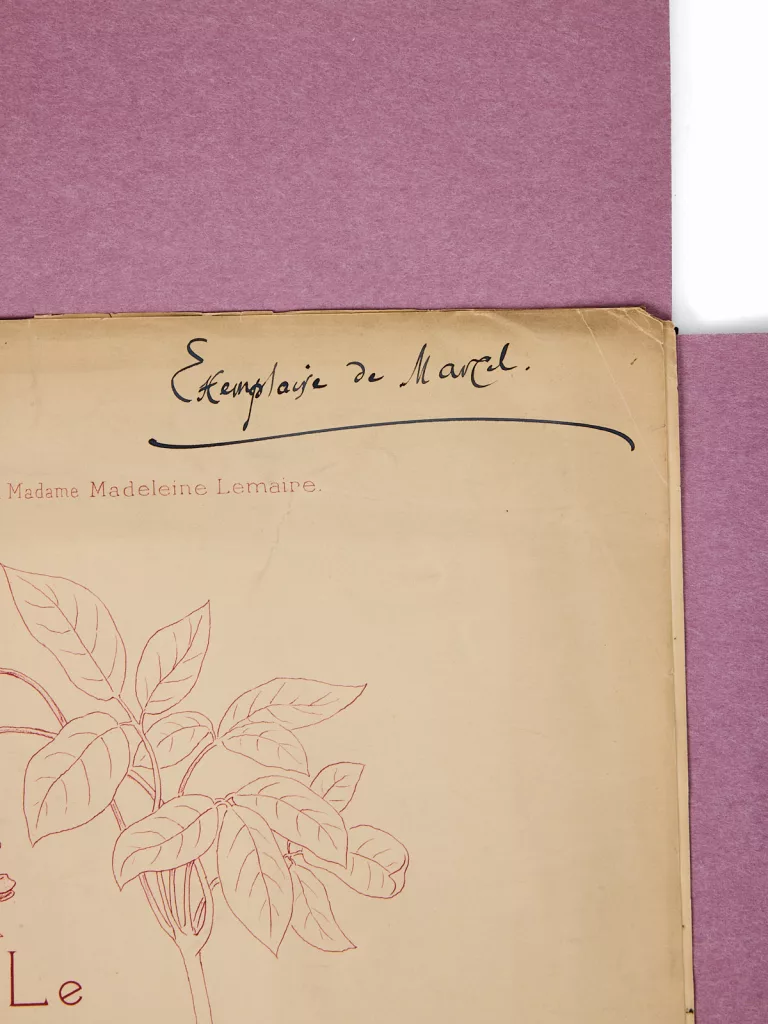 Exemplaire de Marcel.
Madame Madeleine Lemaire.
Le